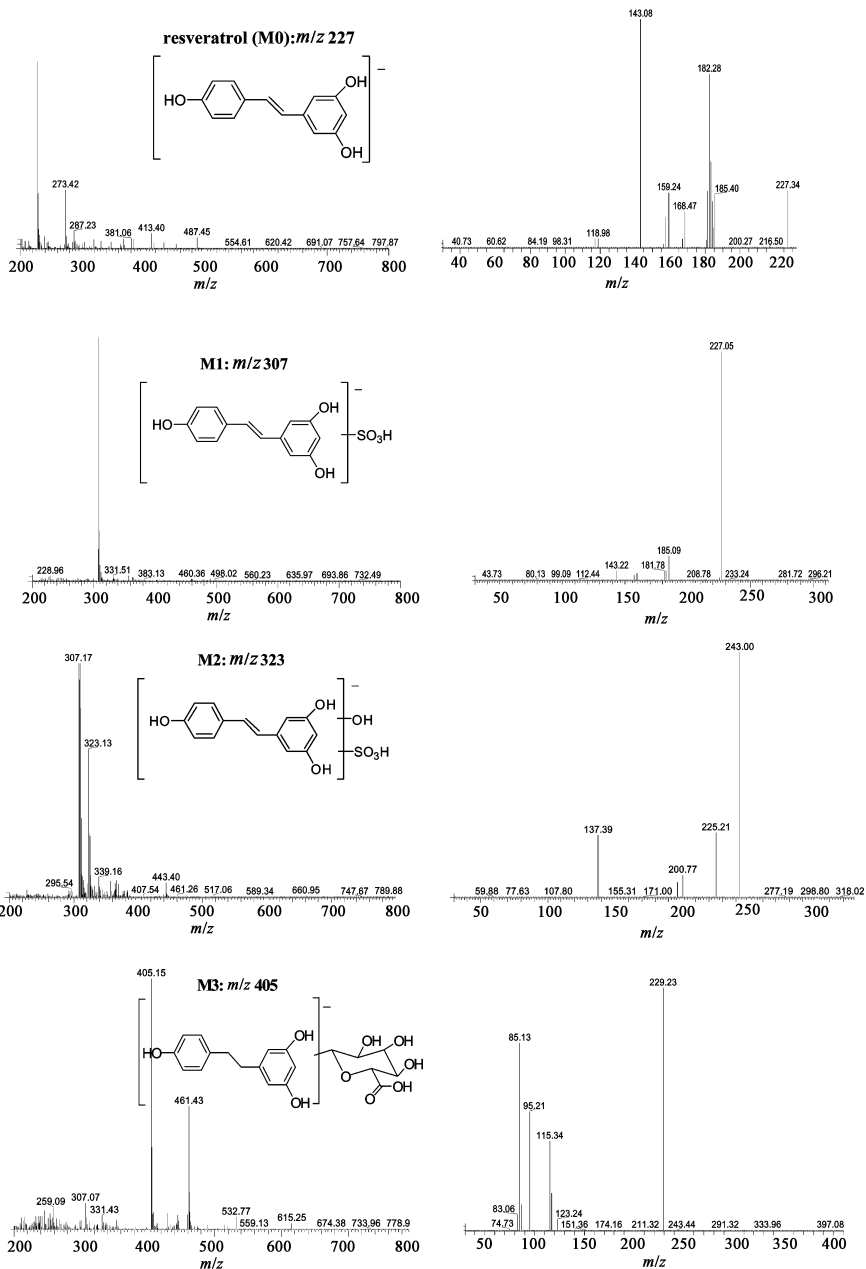 resveratrol (M0):m/z 227
HO
OH
OH
−
273.42
287.23
381.06
413.40
487.45
554.61
620.42
691.07
757.64
797.87
200 300 400 500 600 700 800
m/z
143.08
182.28
159.24
168.47
185.40
227.34
118.98
40.73
60.62
84.19
98.31
200.27
216.50
40 60 80 100 120 140 160 180 200 220
m/z
M1: m/z 307
HO
OH
OH
−
SO3H
228.96
331.51
383.13
460.36
498.02
560.23
635.97
693.86
732.49
200 300 400 500 600 700 800
m/z
227.05
185.09
143.22
181.78
43.73
80.13
99.09
112.44
208.78
233.24
281.72
296.21
50 100 150 200 250 300
m/z
M2: m/z 323
HO
OH
OH
−
OH
SO3H
307.17
323.13
295.54
339.16
407.54
443.40
461.26
517.06
589.34
660.95
747.67
789.88
200 300 400 500 600 700 800
m/z
243.00
137.39
225.21
200.77
59.88
77.63
107.80
155.31
171.00
277.19
298.80
318.02
50 100 150 200 250 300
m/z
M3: m/z 405
HO
OH
OH
−
OH
OH
OH
O
O
OH
405.15
461.43
259.09
307.07
331.43
532.77
559.13
615.25
674.38
733.96
778.9
200 300 400 500 600 700 800
m/z
229.23
85.13
95.21
115.34
83.06
74.73
123.24
151.36
174.16
211.32
243.44
291.32
333.96
397.08
50 100 150 200 250 300 350 400
m/z